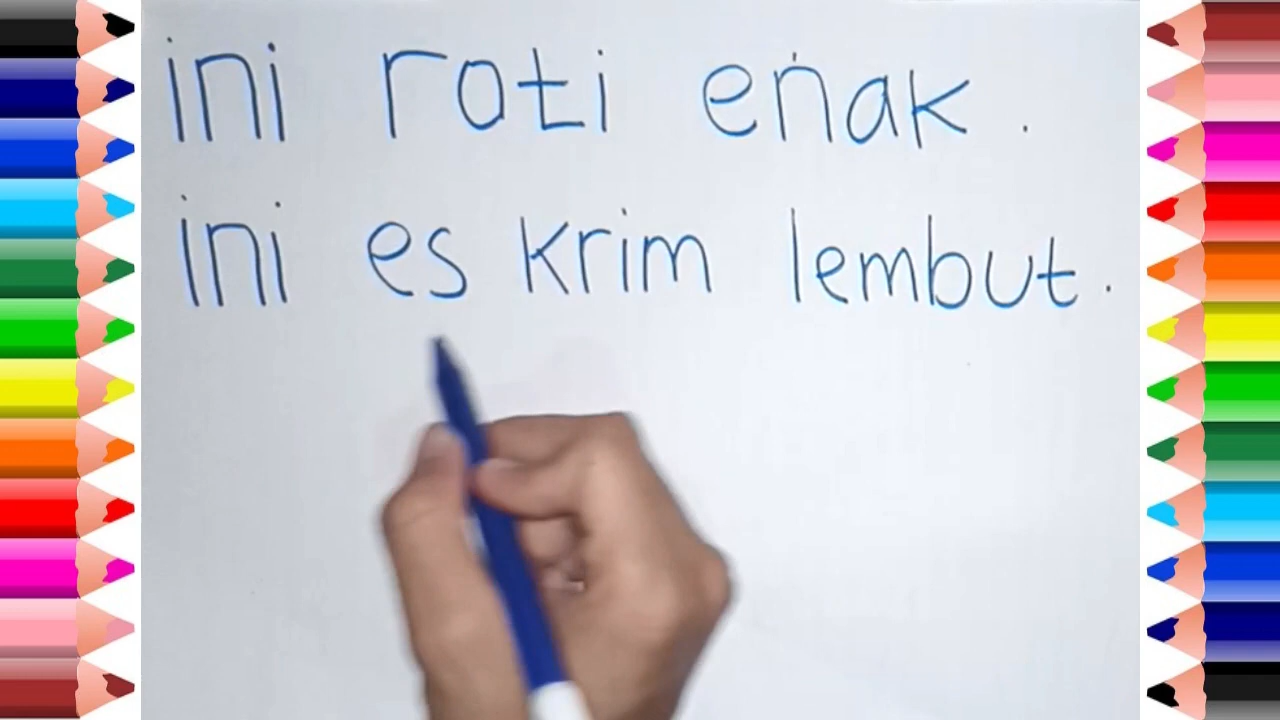 ini roti enak .
ini es krim lembut .